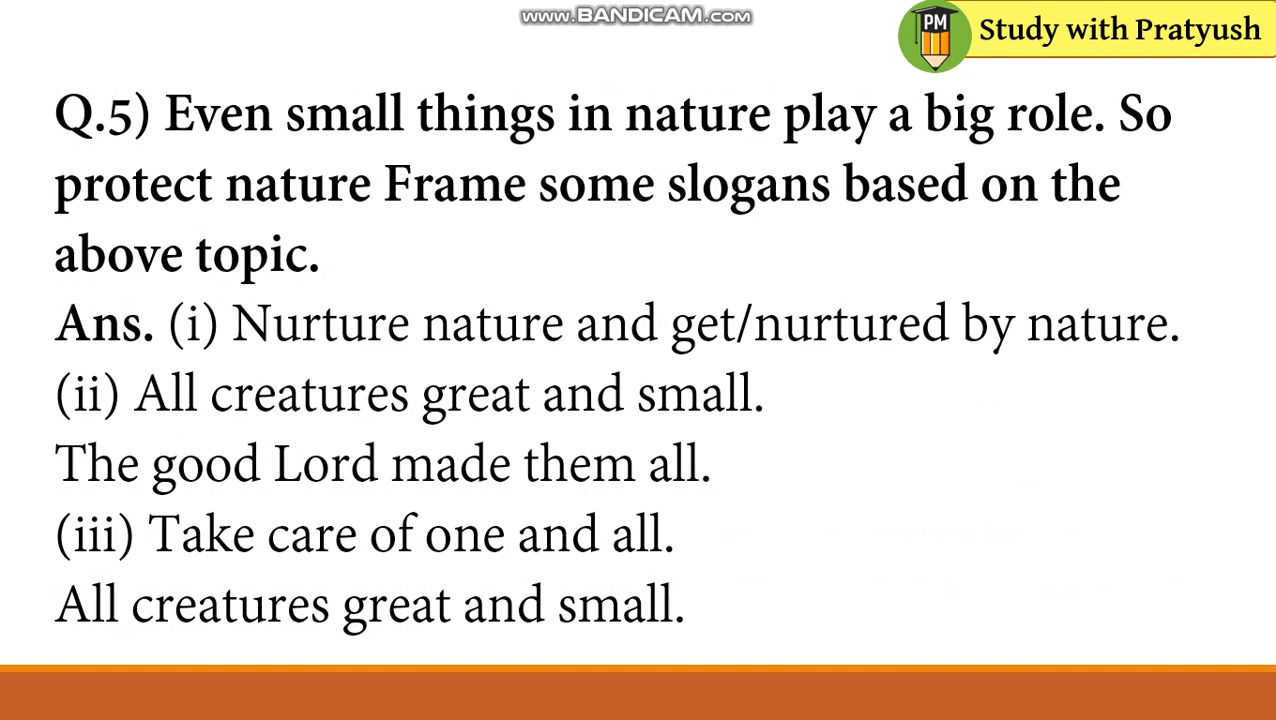 www.BANDICAM.com
PM
Study with Pratyush
Q.5) Even small things in nature play a big role. So
protect nature Frame some slogans based on the
above topic.
Ans. (i) Nurture nature and get/nurtured by nature.
(ii) All creatures great and small.
The good Lord made them all.
(iii) Take care of one and all.
All creatures great and small.